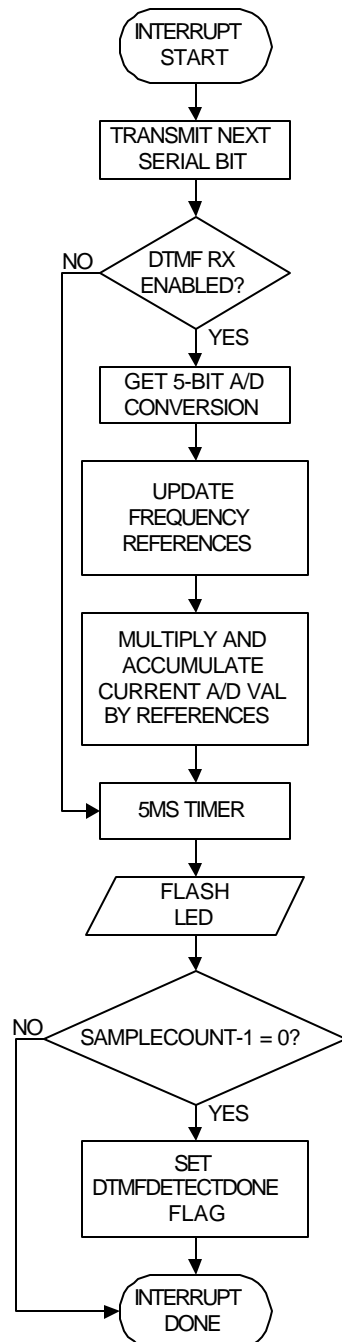 INTERRUPT
START
TRANSMIT NEXT
SERIAL BIT
DTMF RX
ENABLED?
NO
YES
GET 5-BIT A/D
CONVERSION
UPDATE
FREQUENCY
REFERENCES
MULTIPLY AND
ACCUMULATE
CURRENT A/D VAL
BY REFERENCES
5MS TIMER
FLASH
LED
NO
SAMPLECOUNT-1 = 0?
YES
SET
DTMFDETECTDONE
FLAG
INTERRUPT
DONE